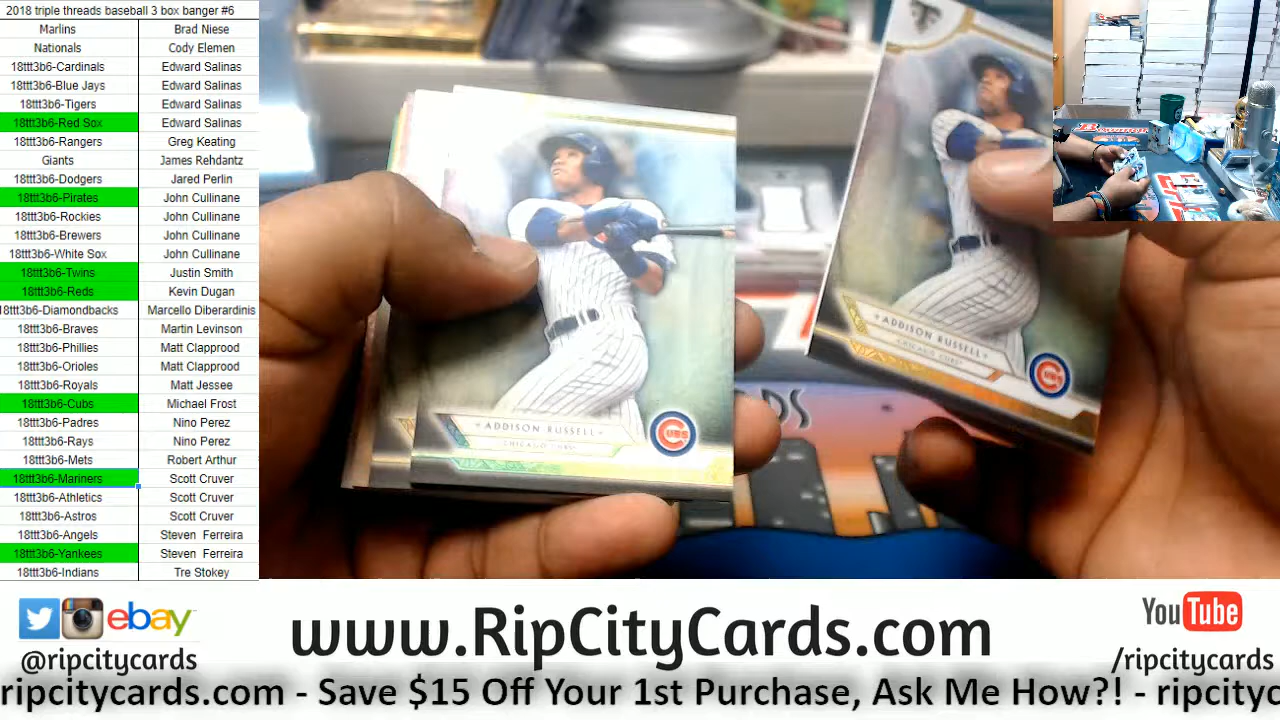 2018 triple threads baseball 3 box banger #6
Marlins Brad Niese
Nationals Cody Elemen
18ttt3b6-Cardinals Edward Salinas
18ttt3b6-Blue Jays Edward Salinas
18ttt3b6-Tigers Edward Salinas
18ttt3b6-Red Sox Edward Salinas
18ttt3b6-Rangers Greg Keating
Giants James Rehdantz
18ttt3b6-Dodgers Jared Perlin
18ttt3b6-Pirates John Cullinane
18ttt3b6-Rockies John Cullinane
18ttt3b6-Brewers John Cullinane
18ttt3b6-White Sox John Cullinane
18ttt3b6-Twins Justin Smith
18ttt3b6-Reds Kevin Dugan
18ttt3b6-Diamondbacks Marcello Diberardinis
18ttt3b6-Braves Martin Levinson
18ttt3b6-Phillies Matt Clapprood
18ttt3b6-Orioles Matt Clapprood
18ttt3b6-Royals Matt Jessee
18ttt3b6-Cubs Michael Frost
18ttt3b6-Padres Nino Perez
18ttt3b6-Rays Nino Perez
18ttt3b6-Mets Robert Arthur
18ttt3b6-Mariners Scott Cruver
18ttt3b6-Athletics Scott Cruver
18ttt3b6-Astros Scott Cruver
18ttt3b6-Angels Steven Ferreira
18ttt3b6-Yankees Steven Ferreira
18ttt3b6-Indians Tre Stokey
ADDISON RUSSELL
CHICAGO CUBS
CUBS
ADDISON RUSSELL
CHICAGO CUBS
CUBS
ebay
@ripcitycards
www.RipCityCards.com
You Tube
/ripcitycards
ripcitycards.com - Save $15 Off Your 1st Purchase, Ask Me How?! - ripcityc